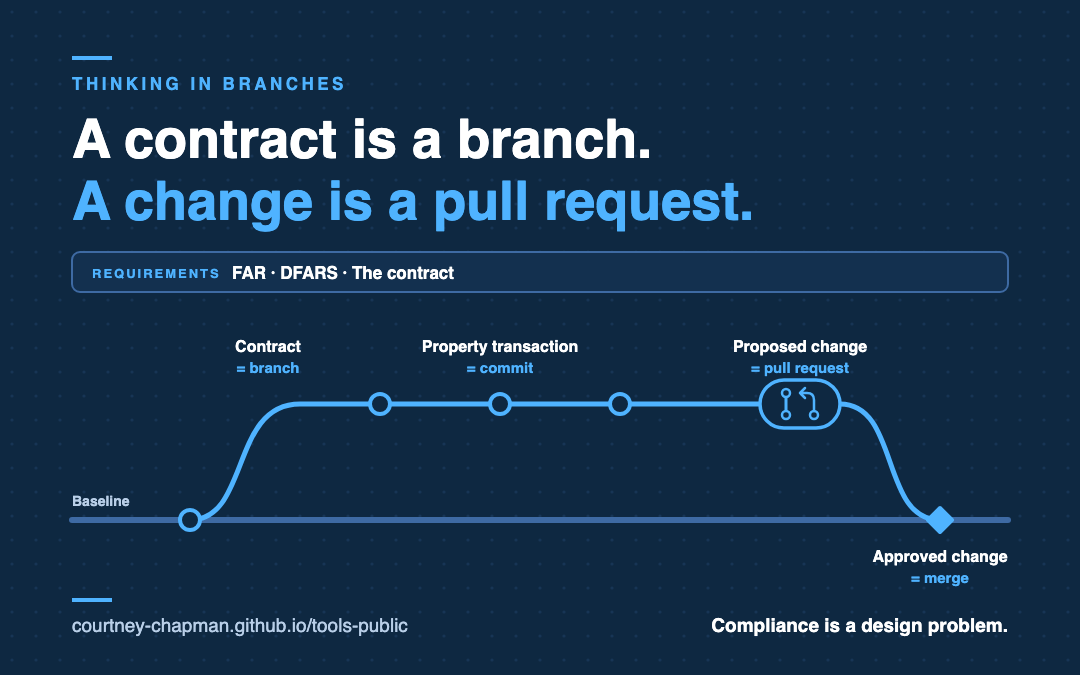 THINKING IN BRANCHES
A contract is a branch.
A change is a pull request.
REQUIREMENTS FAR · DFARS · The contract
Contract
= branch
Property transaction
= commit
Proposed change
= pull request
Baseline
Approved change
= merge
courtney-chapman.github.io/tools-public
Compliance is a design problem.